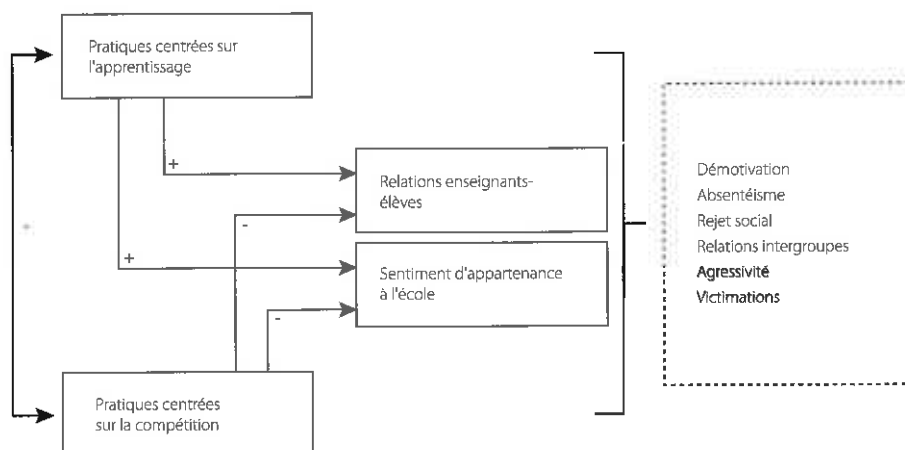 Pratiques centrées sur
l'apprentissage
+
Relations enseignants-
élèves
-
+
Sentiment d'appartenance
à l'école
-
Pratiques centrées
sur la compétition
Démotivation
Absentéisme
Rejet social
Relations intergroupes
Agressivité
Victimations